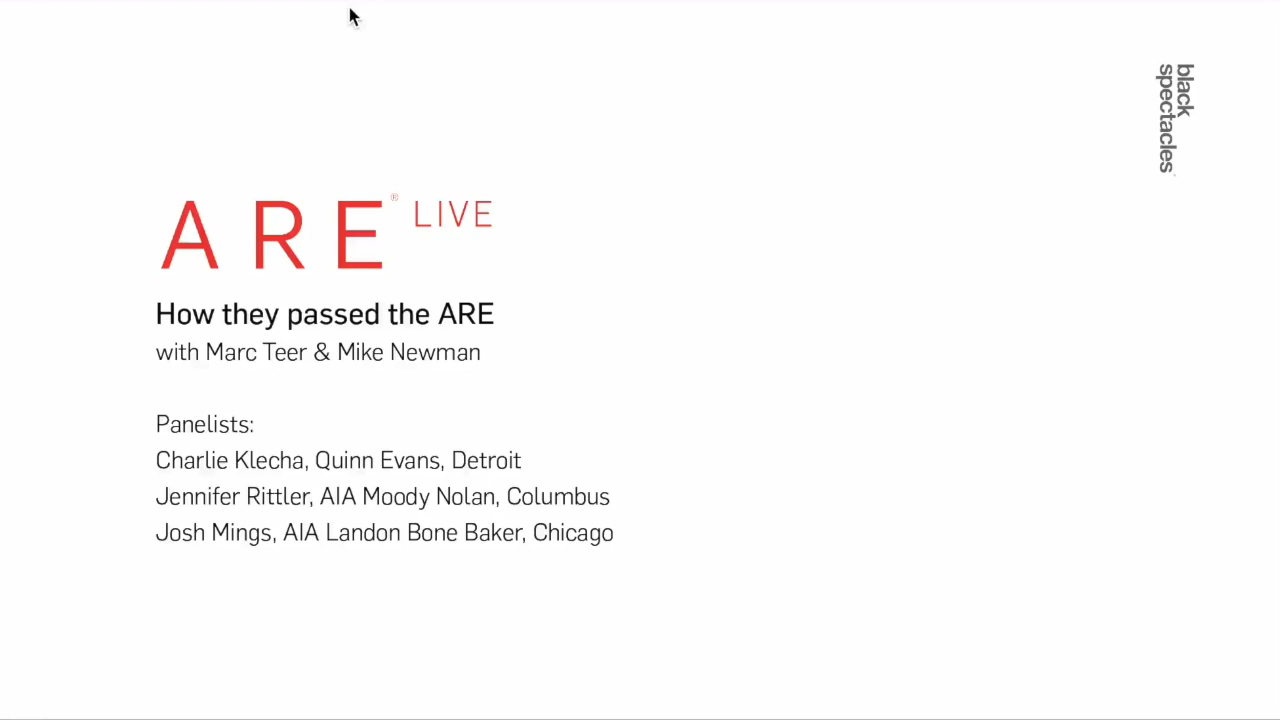 black
spectacles
ARE® LIVE
How they passed the ARE
with Marc Teer & Mike Newman
Panelists:
Charlie Klecha, Quinn Evans, Detroit
Jennifer Rittler, AIA Moody Nolan, Columbus
Josh Mings, AIA Landon Bone Baker, Chicago